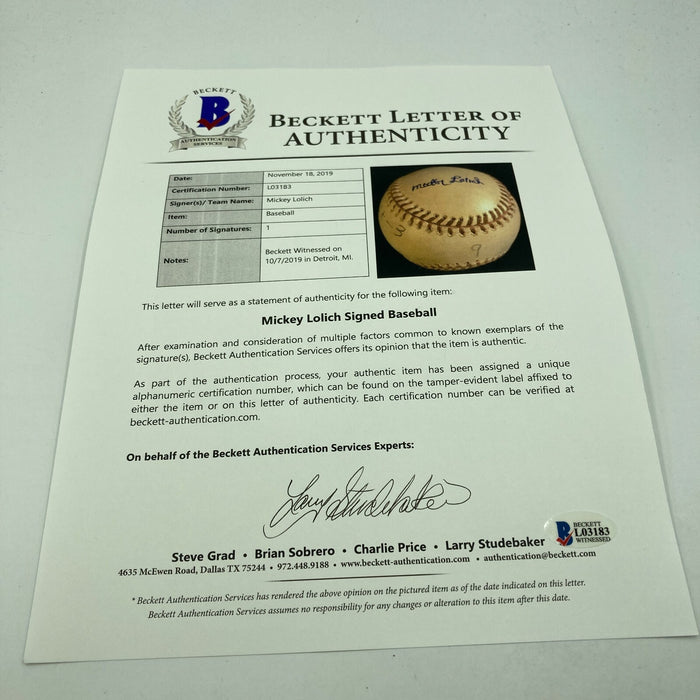 BECKETT
B
AUTHENTICATION
SERVICES
BECKETT LETTER OF
AUTHENTICITY
Date: November 18, 2019
Certification Number: L03183
Signer(s)/ Team Name: Mickey Lolich
Item: Baseball
Number of Signatures: 1
Notes: Beckett Witnessed on
10/7/2019 in Detroit, MI.
Mickey Lolich
3
9
This letter will serve as a statement of authenticity for the following item:
Mickey Lolich Signed Baseball
After examination and consideration of multiple factors common to known exemplars of the
signature(s), Beckett Authentication Services offers its opinion that the item is authentic.
As part of the authentication process, your authentic item has been assigned a unique
alphanumeric certification number, which can be found on the tamper-evident label affixed to
either the item or on this letter of authenticity. Each certification number can be verified at
beckett-authentication.com.
On behalf of the Beckett Authentication Services Experts:
Larry Studebaker
Steve Grad • Brian Sobrero • Charlie Price • Larry Studebaker
4635 McEwen Road, Dallas TX 75244 • 972.448.9188 • www.beckett-authentication.com • authentication@beckett.com
B BECKETT
L03183
WITNESSED
* Beckett Authentication Services has rendered the above opinion on the pictured item as of the date indicated on this letter.
Beckett Authentication Services assumes no responsibility for any changes or alteration to this item after this date.